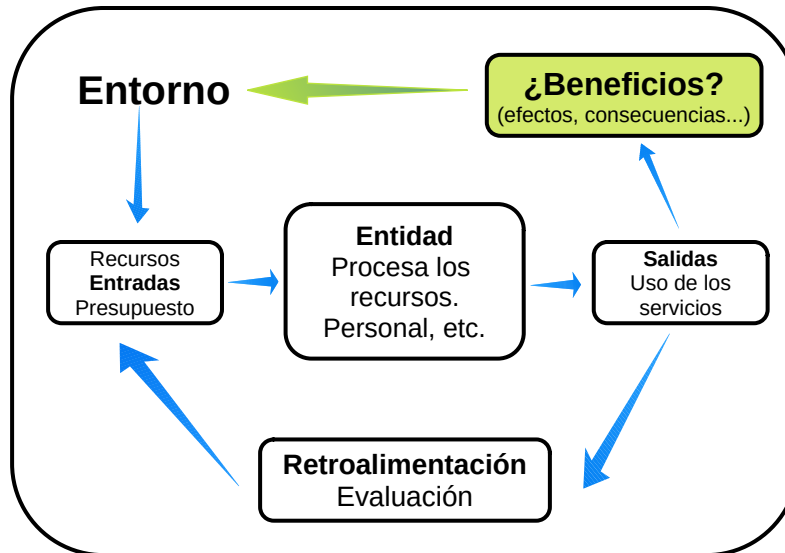 Entorno
¿Beneficios?
(efectos, consecuencias...)
Recursos
Entradas
Presupuesto
Entidad
Procesa los
recursos.
Personal, etc.
Salidas
Uso de los
servicios
Retroalimentación
Evaluación